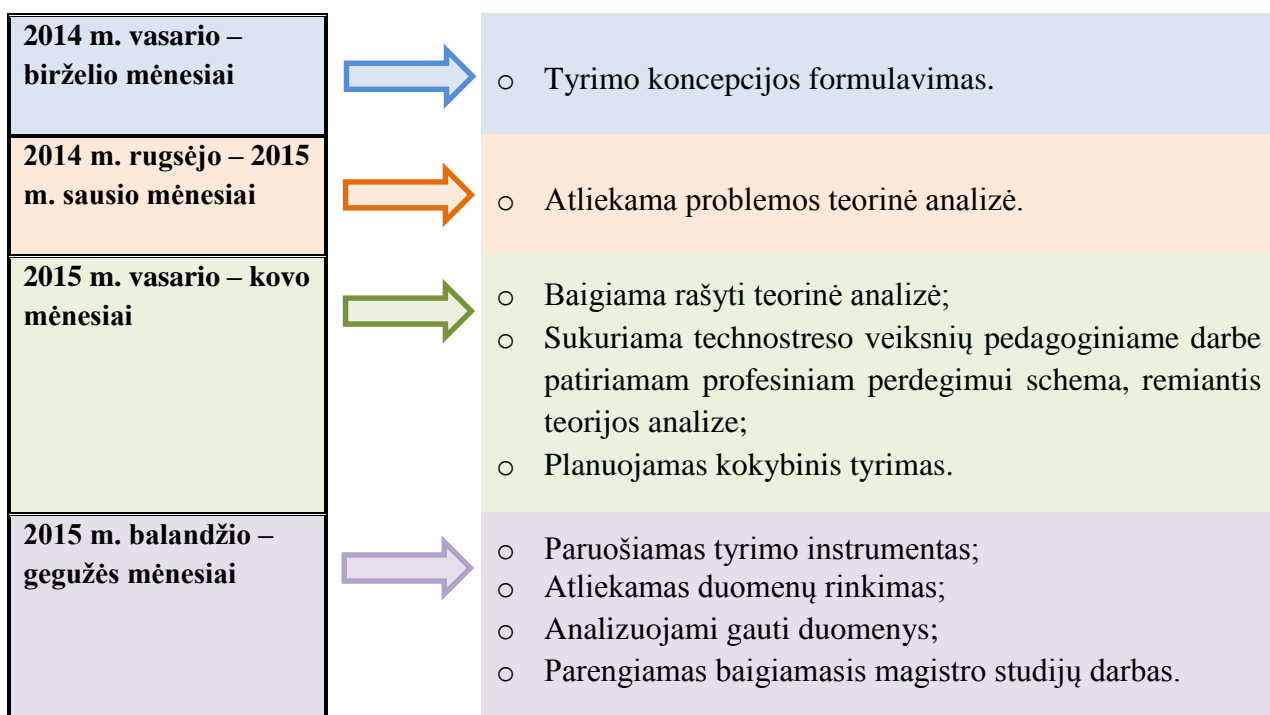 2014 m. vasario –
birželio mėnesiai
o Tyrimo koncepcijos formulavimas.
2014 m. rugsėjo – 2015
m. sausio mėnesiai
o Atliekama problemos teorinė analizė.
2015 m. vasario – kovo
mėnesiai
o Baigiama rašyti teorinė analizė;
o Sukuriama technostreso veiksnių pedagoginiame darbe
patiriamam profesiniam perdegimui schema, remiantis
teorijos analize;
o Planuojamas kokybinis tyrimas.
2015 m. balandžio –
gegužės mėnesiai
o Paruošiamas tyrimo instrumentas;
o Atliekamas duomenų rinkimas;
o Analizuojami gauti duomenys;
o Parengiamas baigiamasis magistro studijų darbas.